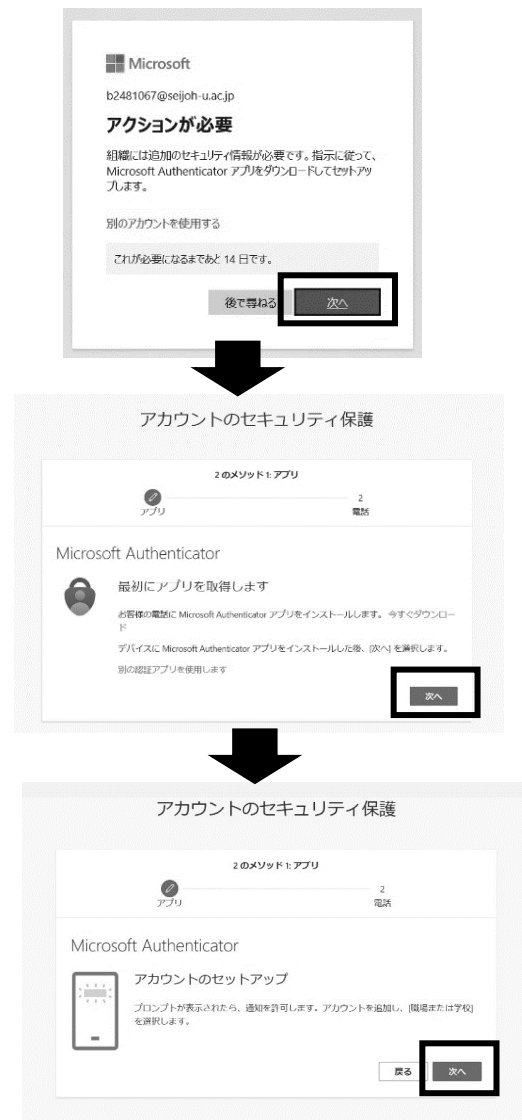 Microsoft
b2481067@seijoh-u.ac.jp
アクションが必要
組織には追加のセキュリティ情報が必要です。指示に従って、
Microsoft Authenticator アプリをダウンロードしてセットアッ
プします。
別のアカウントを使用する
これが必要になるまであと 14 日です。
後で尋ねる
次へ
アカウントのセキュリティ保護
2 のメソッド 1: アプリ
アプリ
2
電話
Microsoft Authenticator
最初にアプリを取得します
お客様の電話に Microsoft Authenticator アプリをインストールします。 今すぐダウンロー
ド
デバイスに Microsoft Authenticator アプリをインストールした後、[次へ] を選択します。
別の認証アプリを使用します
次へ
アカウントのセキュリティ保護
2 のメソッド 1: アプリ
アプリ
2
電話
Microsoft Authenticator
アカウントのセットアップ
プロンプトが表示されたら、通知を許可します。アカウントを追加し、[職場または学校]
を選択します。
戻る
次へ